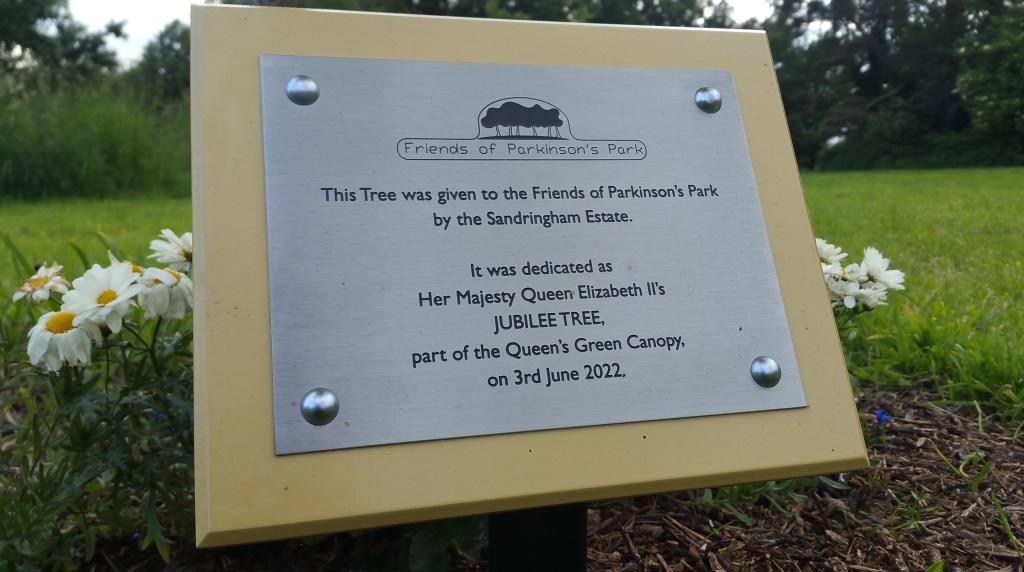 Friends of Parkinson's Park
This Tree was given to the Friends of Parkinson's Park
by the Sandringham Estate.
It was dedicated as
Her Majesty Queen Elizabeth II's
JUBILEE TREE,
part of the Queen's Green Canopy,
on 3rd June 2022.